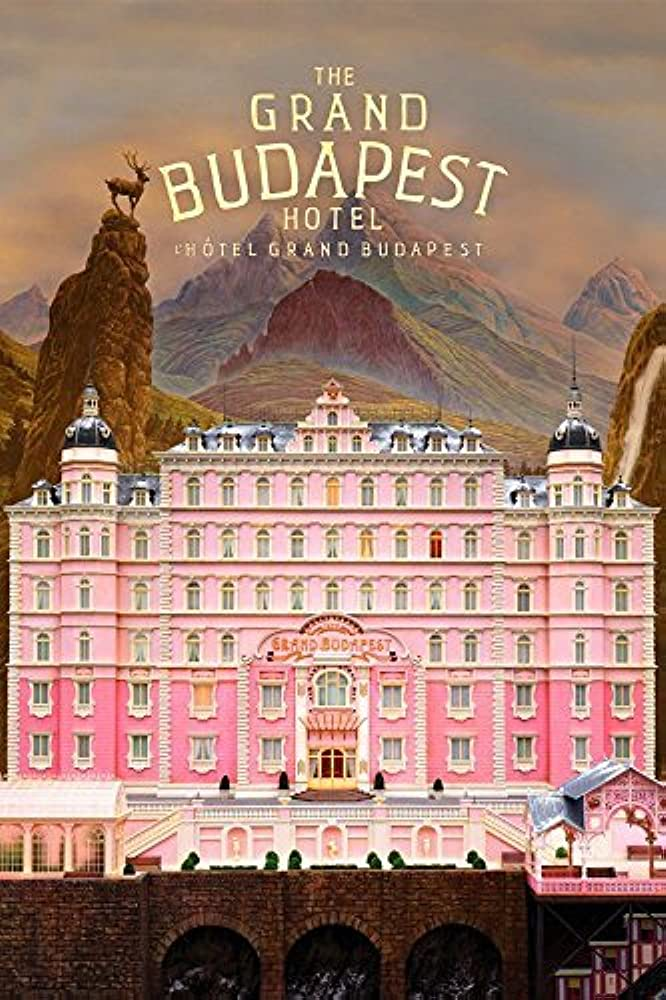 THE
GRAND
BUDAPEST
HOTEL
L'HÔTEL GRAND BUDAPEST
GRAND BUDAPEST